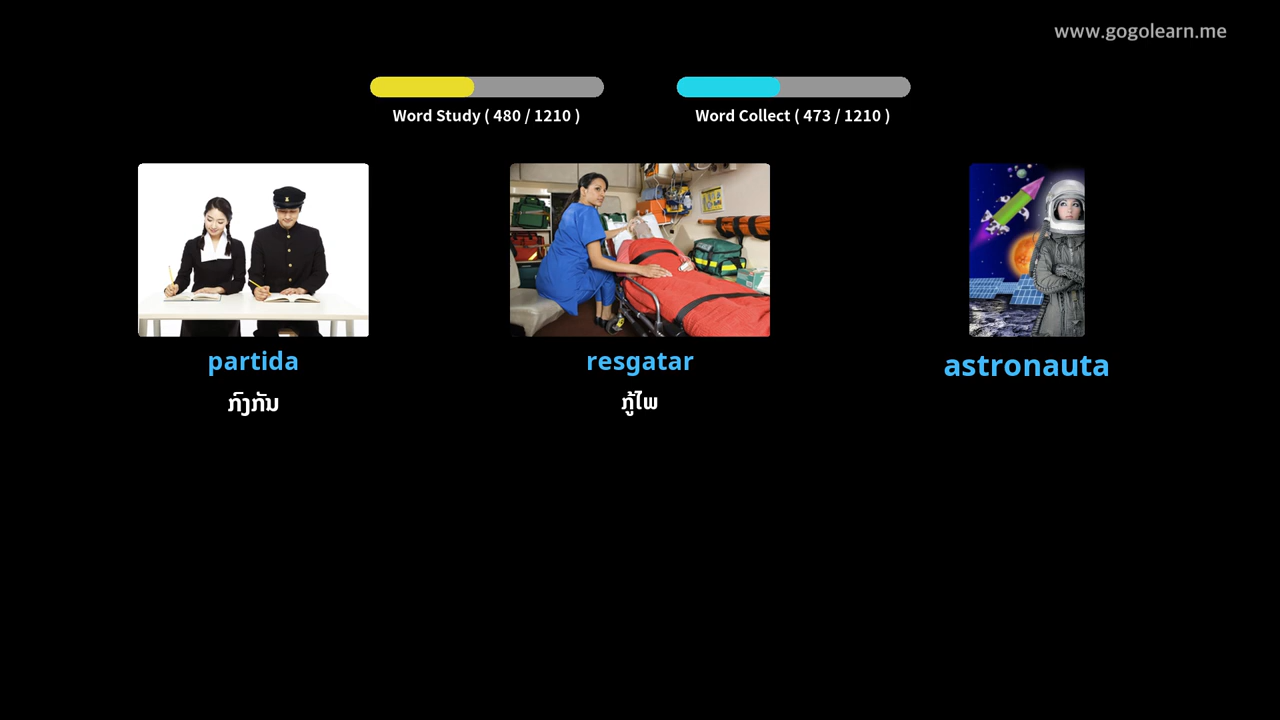 www.gogolearn.me
Word Study ( 480 / 1210 )
Word Collect ( 473 / 1210 )
partida
resgatar
astronauta
ກົງກັນ
ກູ້ໄພ